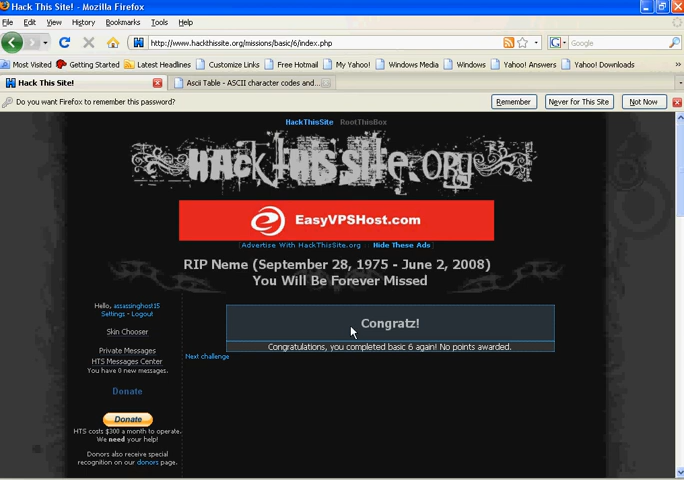 Hack This Site! - Mozilla Firefox
File Edit View History Bookmarks Tools Help
http://www.hackthissite.org/missions/basic/6/index.php
Google
Most Visited Getting Started Latest Headlines Customize Links Free Hotmail My Yahoo! Windows Media Windows Yahoo! Answers Yahoo! Downloads
Hack This Site!
Ascii Table - ASCII character codes and...
Do you want Firefox to remember this password?
Remember Never for This Site Not Now
HackThisSite RootThisBox
HAckTHisSiTe.ORg
EasyVPSHost.com
Advertise With HackThisSite.org :: Hide These Ads
RIP Neme (September 28, 1975 - June 2, 2008)
You Will Be Forever Missed
Hello, assassinghost15
Settings - Logout
Skin Chooser
Private Messages
HTS Messages Center
You have 0 new messages.
Donate
Donate
HTS costs $300 a month to operate.
We need your help!
Donors also receive special
recognition on our donors page.
Congratz!
Congratulations, you completed basic 6 again! No points awarded.
Next challenge